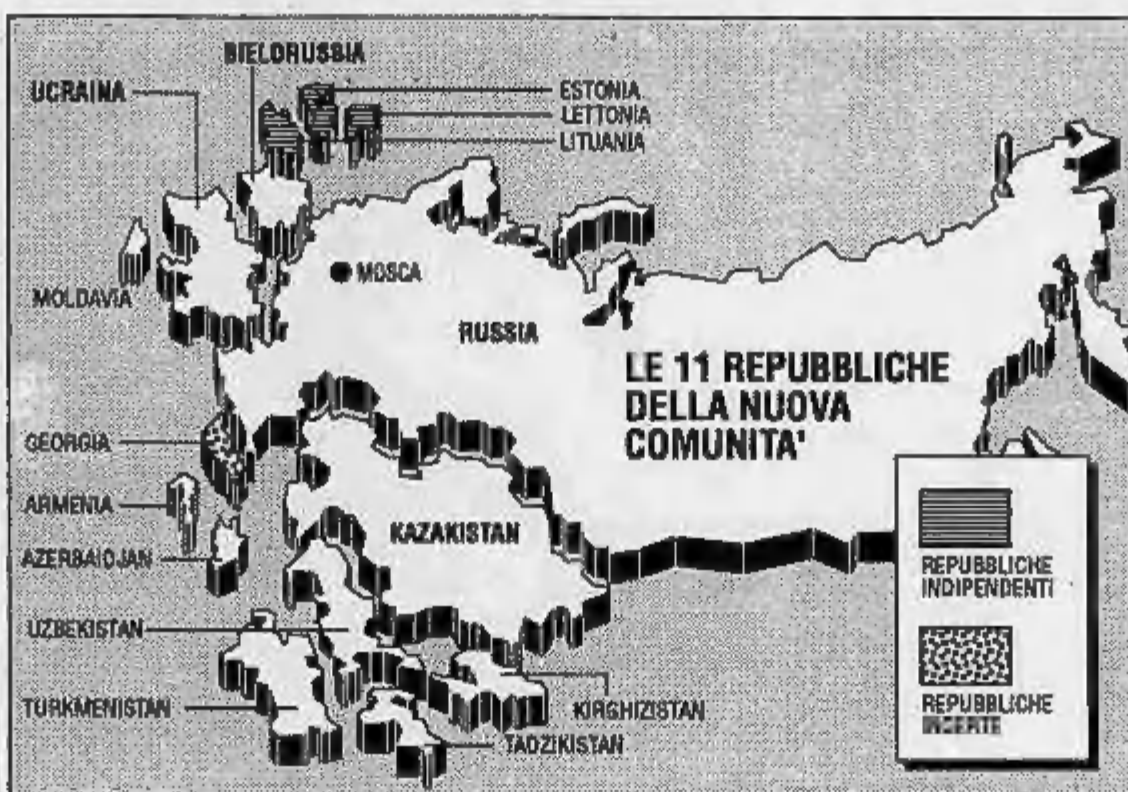 BIELORUSSIA
UCRAINA
ESTONIA
LETTONIA
LITUANIA
MOSCA
MOLDAVIA
RUSSIA
LE 11 REPUBBLICHE
DELLA NUOVA
COMUNITA'
GEORGIA
ARMENIA
KAZAKISTAN
AZERBAIDJAN
REPUBBLICHE
INDIPENDENTI
UZBEKISTAN
TURKMENISTAN
KIRGHIZISTAN
TADZIKISTAN
REPUBBLICHE
INCERTE